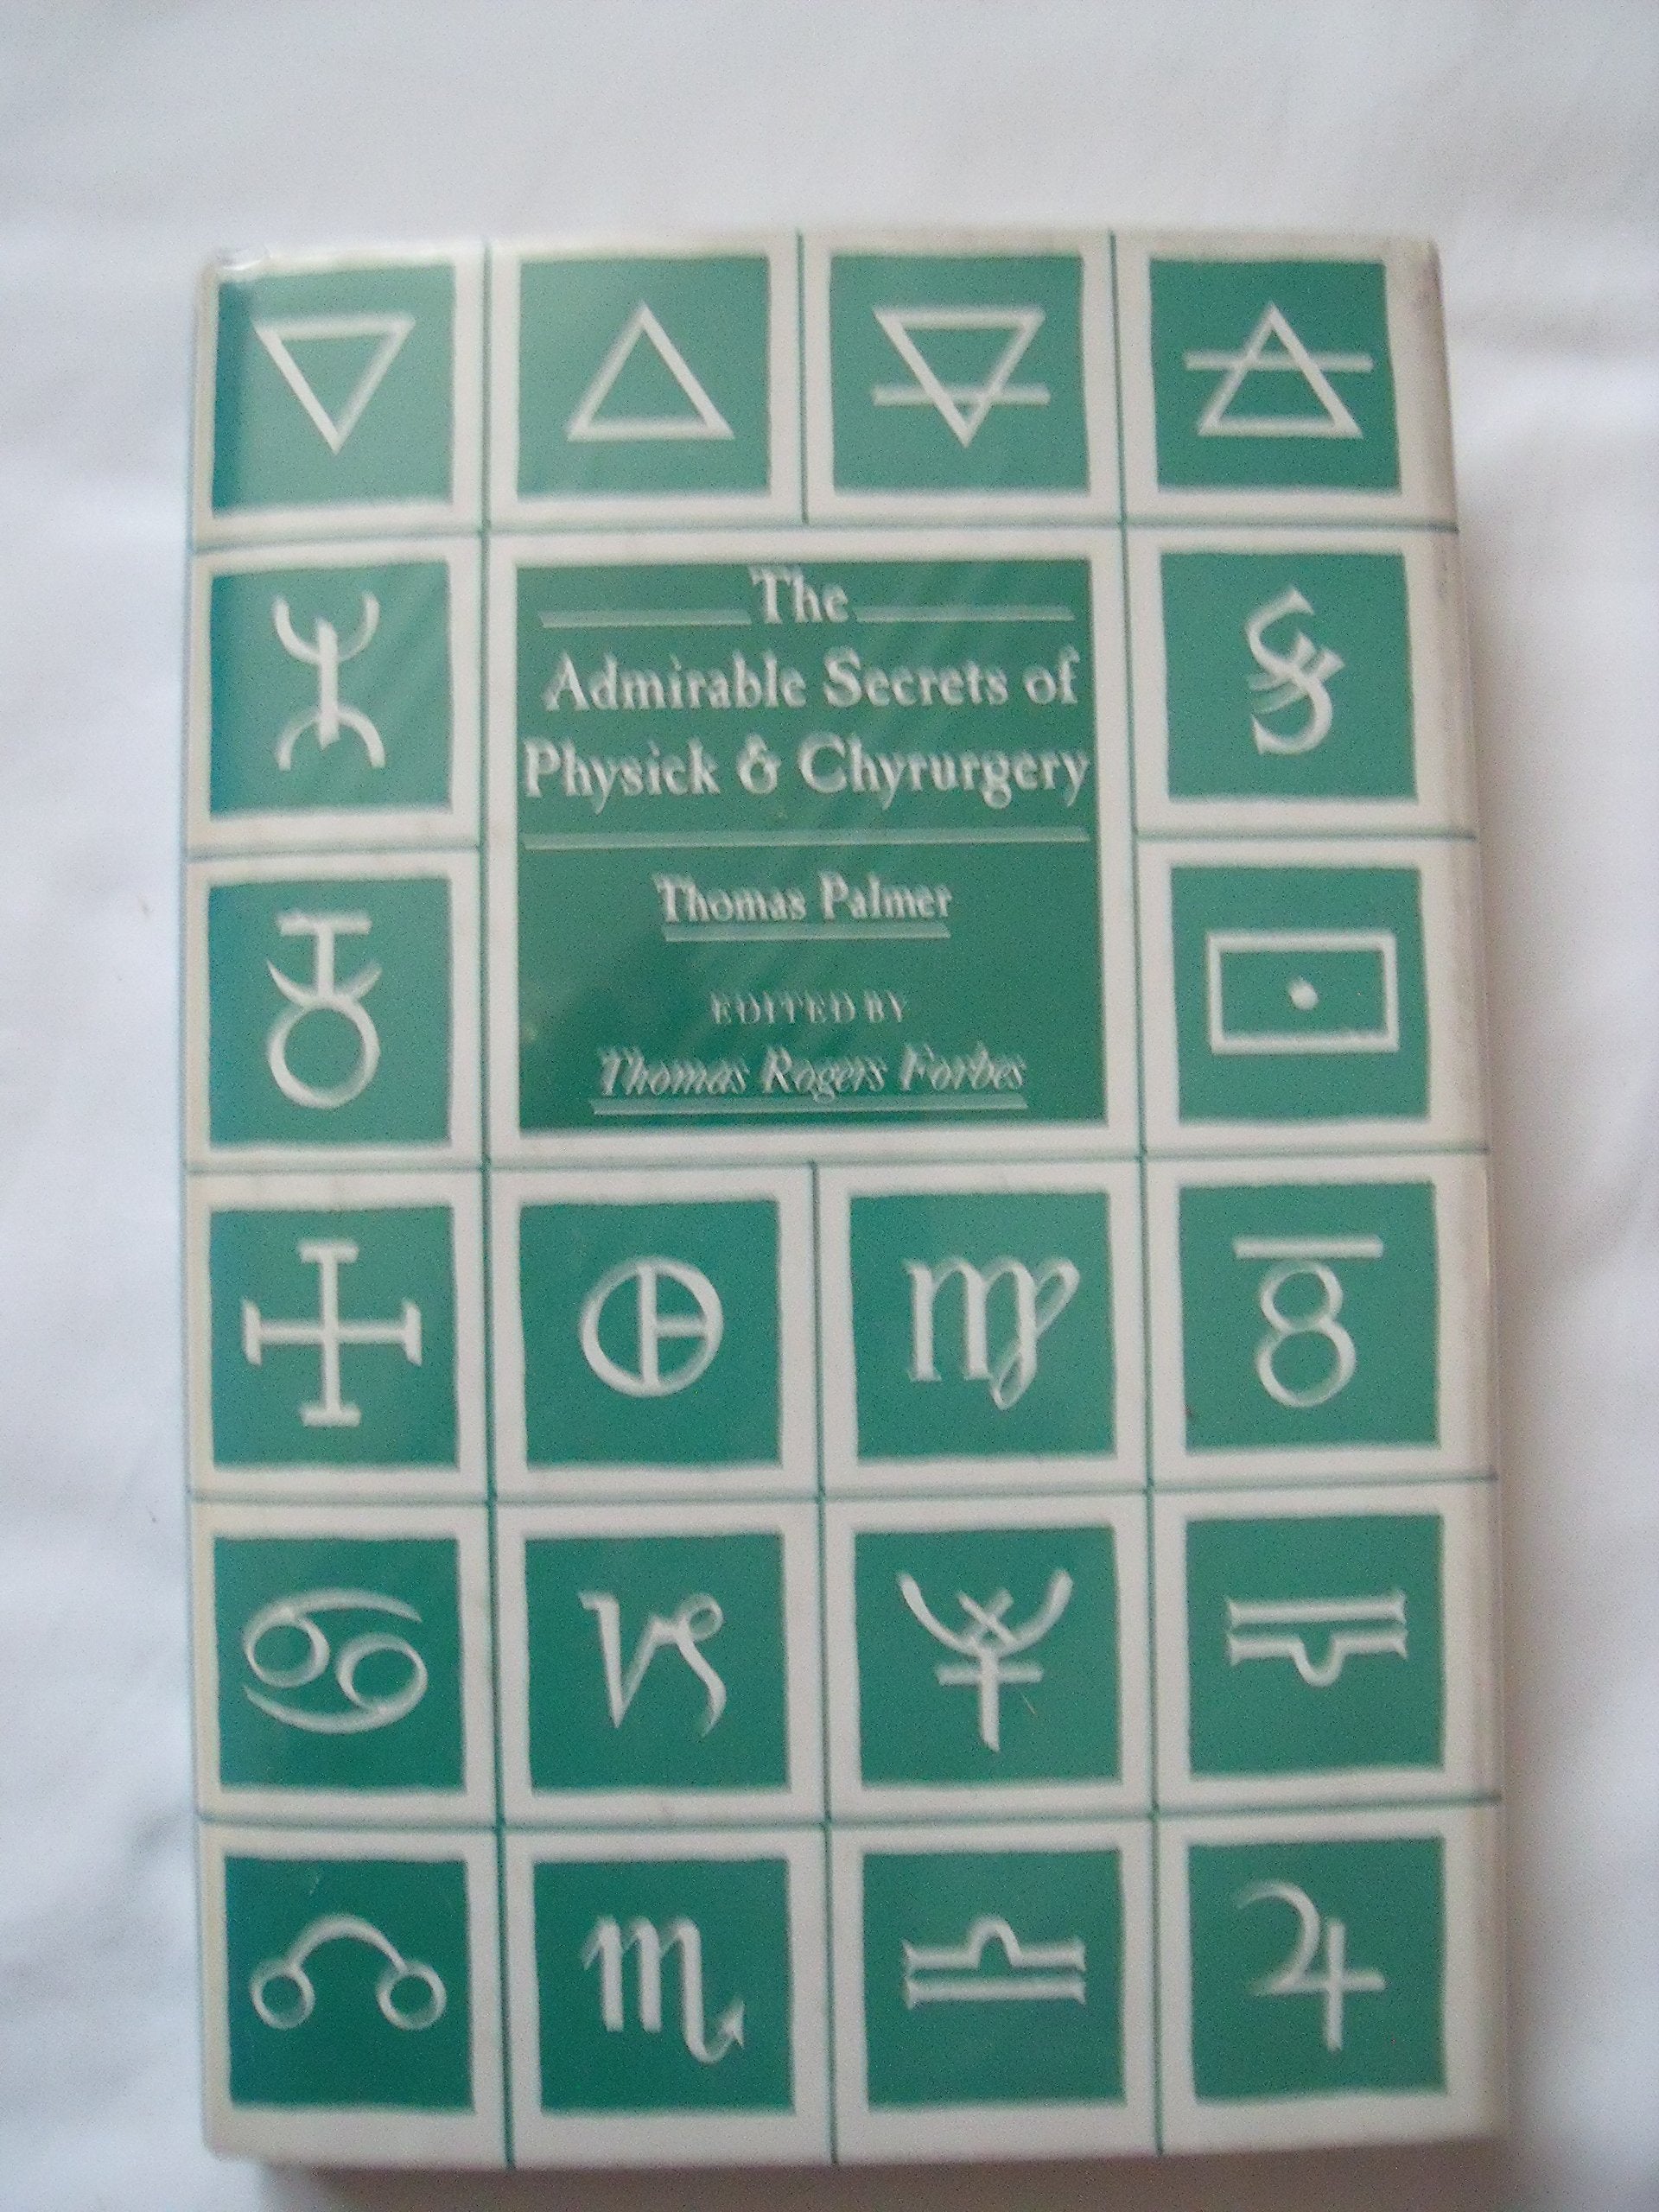 The
Admirable Secrets of
Physick & Chyrurgery
Thomas Palmer
EDITED BY
Thomas Rogers Forbes